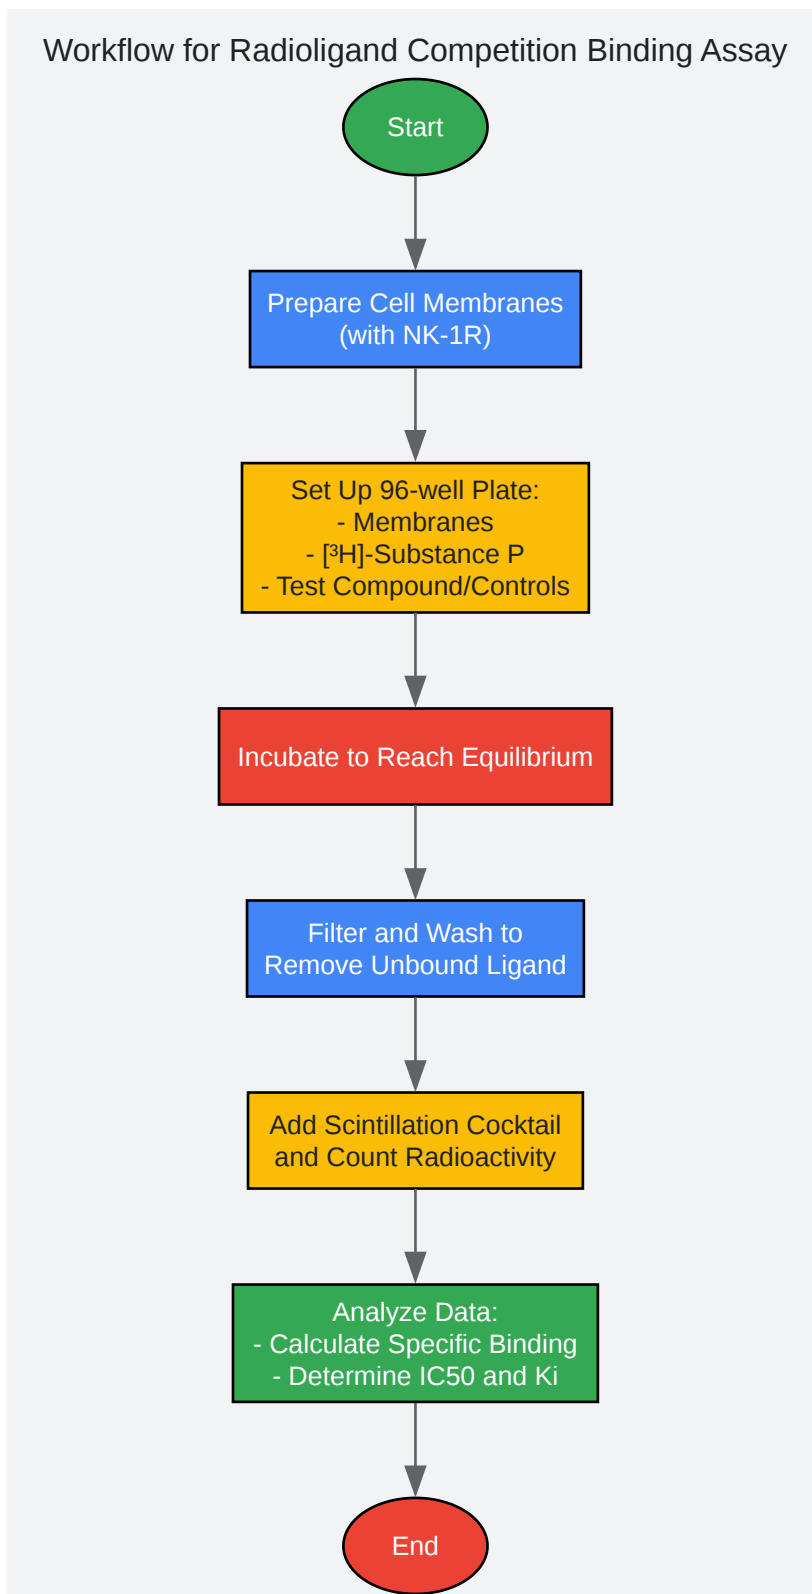 Workflow for Radioligand Competition Binding Assay
Start
Prepare Cell Membranes
(with NK-1R)
Set Up 96-well Plate:
- Membranes
- [³H]-Substance P
- Test Compound/Controls
Incubate to Reach Equilibrium
Filter and Wash to
Remove Unbound Ligand
Add Scintillation Cocktail
and Count Radioactivity
Analyze Data:
- Calculate Specific Binding
- Determine IC50 and Ki
End